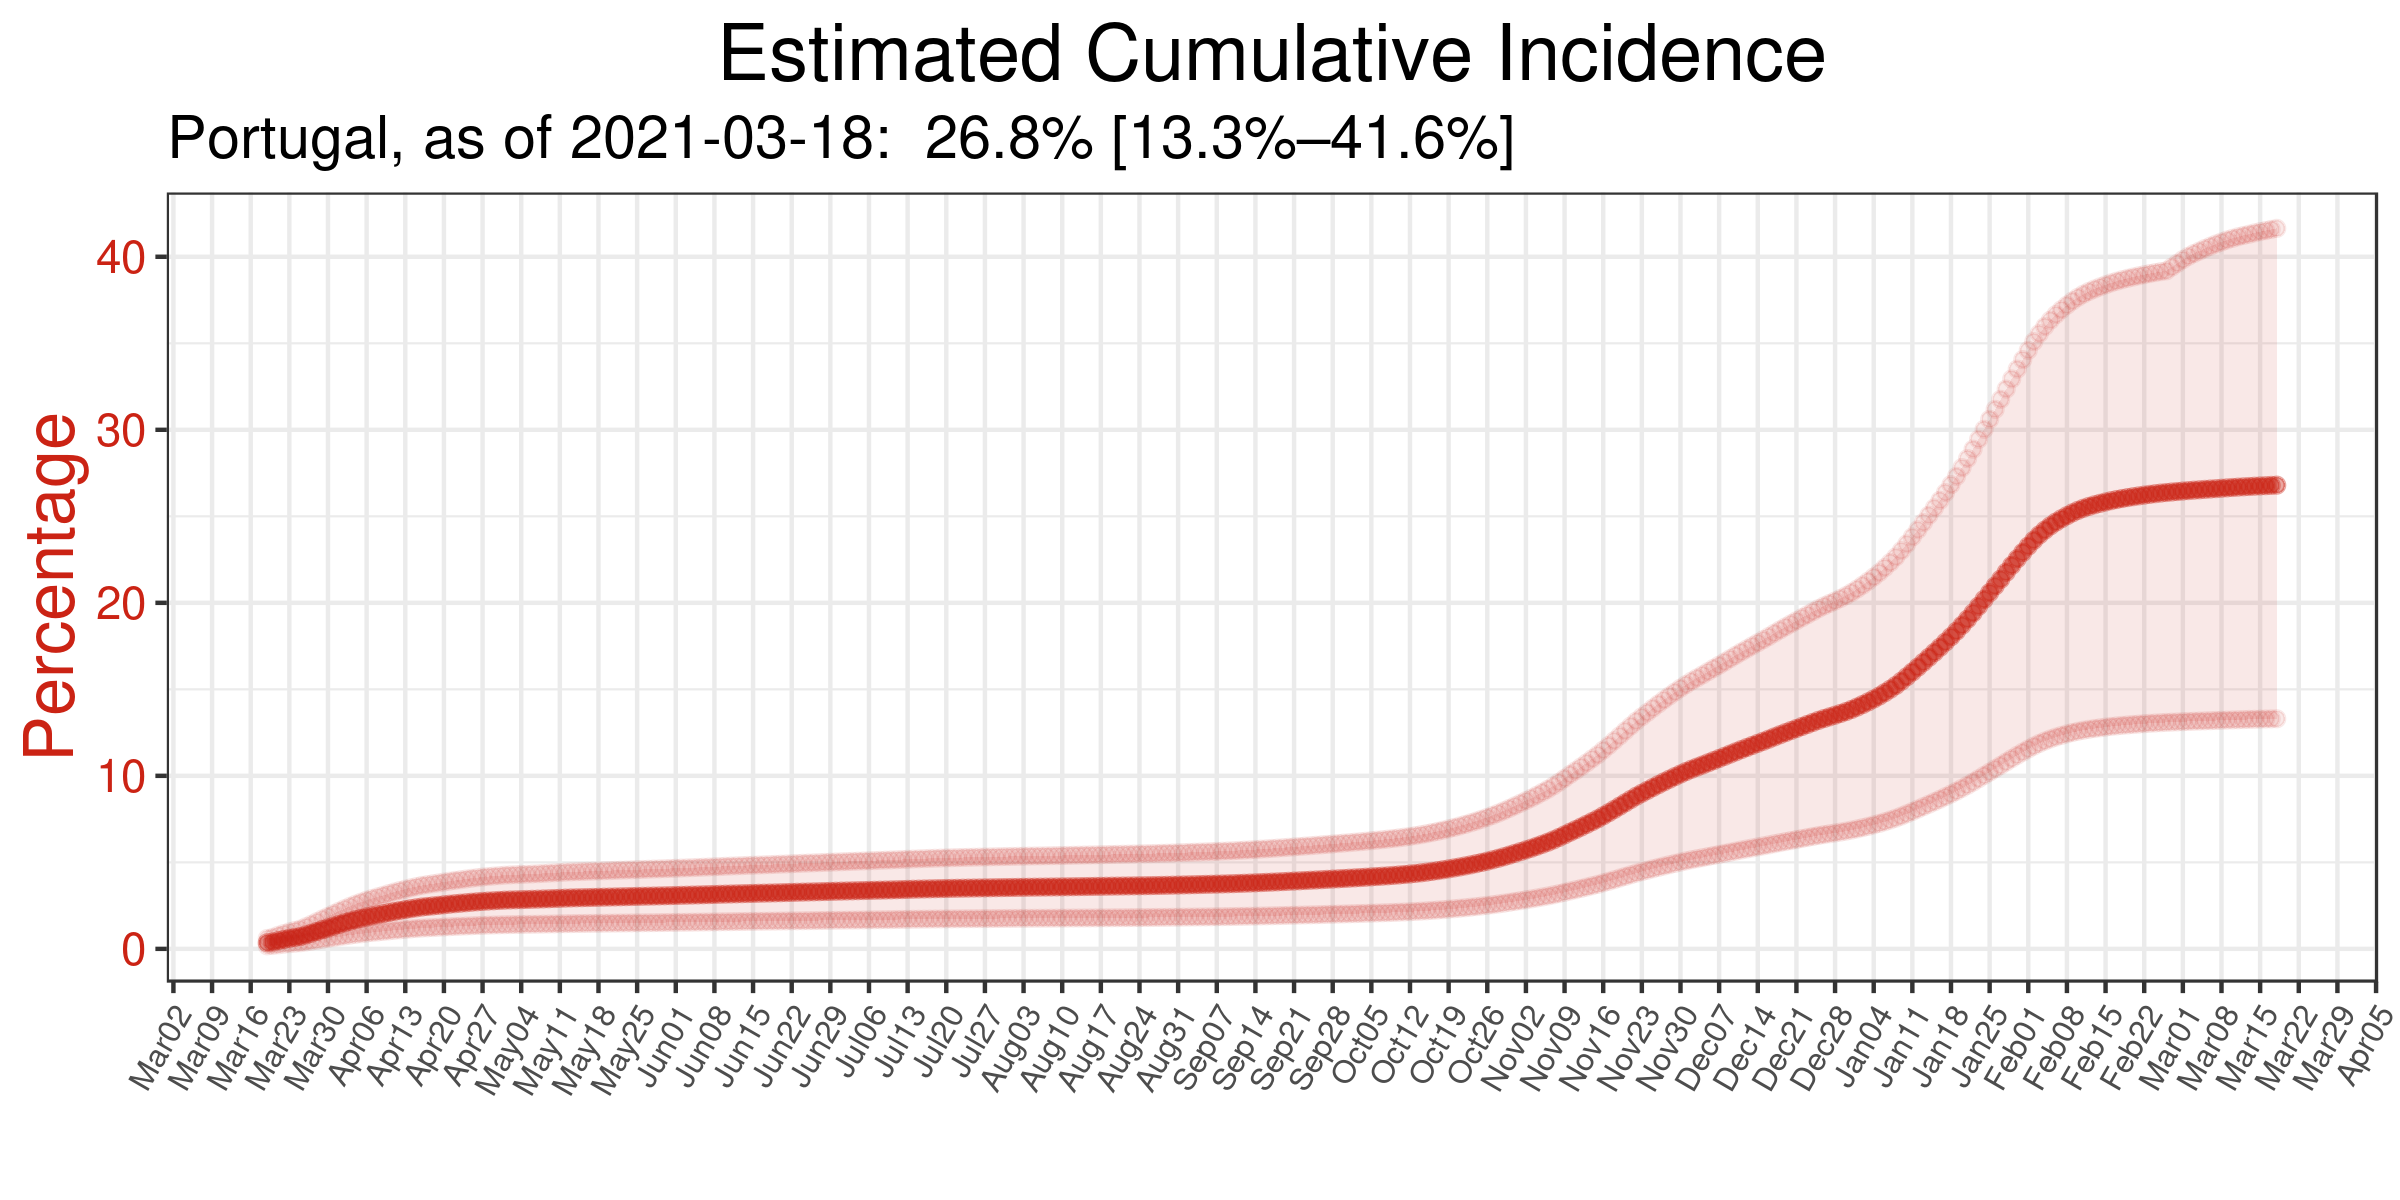 Estimated Cumulative Incidence
Portugal, as of 2021-03-18:  26.8% [13.3%–41.6%]
Percentage
40
30
20
10
0
Mar02 Mar09 Mar16 Mar23 Mar30 Apr06 Apr13 Apr20 Apr27 May04 May11 May18 May25 Jun01 Jun08 Jun15 Jun22 Jun29 Jul06 Jul13 Jul20 Jul27 Aug03 Aug10 Aug17 Aug24 Aug31 Sep07 Sep14 Sep21 Sep28 Oct05 Oct12 Oct19 Oct26 Nov02 Nov09 Nov16 Nov23 Nov30 Dec07 Dec14 Dec21 Dec28 Jan04 Jan11 Jan18 Jan25 Feb01 Feb08 Feb15 Feb22 Mar01 Mar08 Mar15 Mar22 Mar29 Apr05